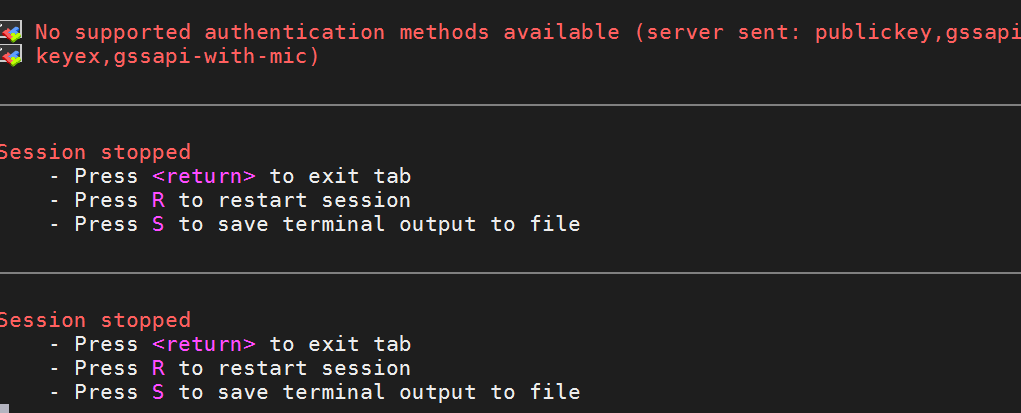 No supported authentication methods available (server sent: publickey,gssapi
keyex,gssapi-with-mic)
Session stopped
- Press <return> to exit tab
- Press R to restart session
- Press S to save terminal output to file
Session stopped
- Press <return> to exit tab
- Press R to restart session
- Press S to save terminal output to file